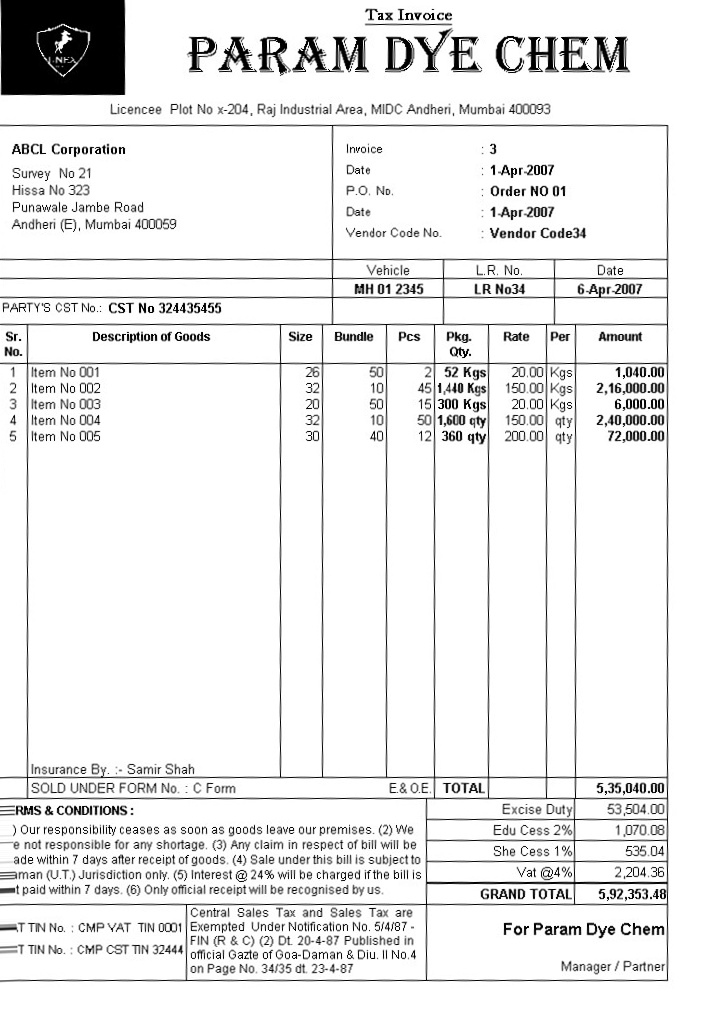 Tax Invoice
PARAM DYE CHEM
Licencee Plot No x-204, Raj Industrial Area, MIDC Andheri, Mumbai 400093
ABCL Corporation
Survey No 21
Hissa No 323
Punawale Jambe Road
Andheri (E), Mumbai 400059
Invoice : 3
Date : 1-Apr-2007
P.O. No. : Order NO 01
Date : 1-Apr-2007
Vendor Code No. : Vendor Code34
Vehicle L.R. No. Date
MH 01 2345 LR No34 6-Apr-2007
PARTY'S CST No.: CST No 324435455
Sr. No. Description of Goods Size Bundle Pcs Pkg. Qty. Rate Per Amount
1 Item No 001 26 50 2 52 Kgs 20.00 Kgs 1,040.00
2 Item No 002 32 10 45 1,440 Kgs 150.00 Kgs 2,16,000.00
3 Item No 003 20 50 15 300 Kgs 20.00 Kgs 6,000.00
4 Item No 004 32 10 50 1,600 qty 150.00 qty 2,40,000.00
5 Item No 005 30 40 12 360 qty 200.00 qty 72,000.00
Insurance By. :- Samir Shah
SOLD UNDER FORM No. : C Form E.& O.E. TOTAL 5,35,040.00
RMS & CONDITIONS :
) Our responsibility ceases as soon as goods leave our premises. (2) We
e not responsible for any shortage. (3) Any claim in respect of bill will be
ade within 7 days after receipt of goods. (4) Sale under this bill is subject to
aman (U.T.) Jurisdiction only. (5) Interest @ 24% will be charged if the bill is
t paid within 7 days. (6) Only official receipt will be recognised by us.
Excise Duty 53,504.00
Edu Cess 2% 1,070.08
She Cess 1% 535.04
Vat @4% 2,204.36
GRAND TOTAL 5,92,353.48
T TIN No. : CMP VAT TIN 0001
T TIN No. : CMP CST TIN 32444
Central Sales Tax and Sales Tax are
Exempted Under Notification No. 5/4/87 -
FIN (R & C) (2) Dt. 20-4-87 Published in
official Gazte of Goa-Daman & Diu. II No.4
on Page No. 34/35 dt. 23-4-87
For Param Dye Chem
Manager / Partner